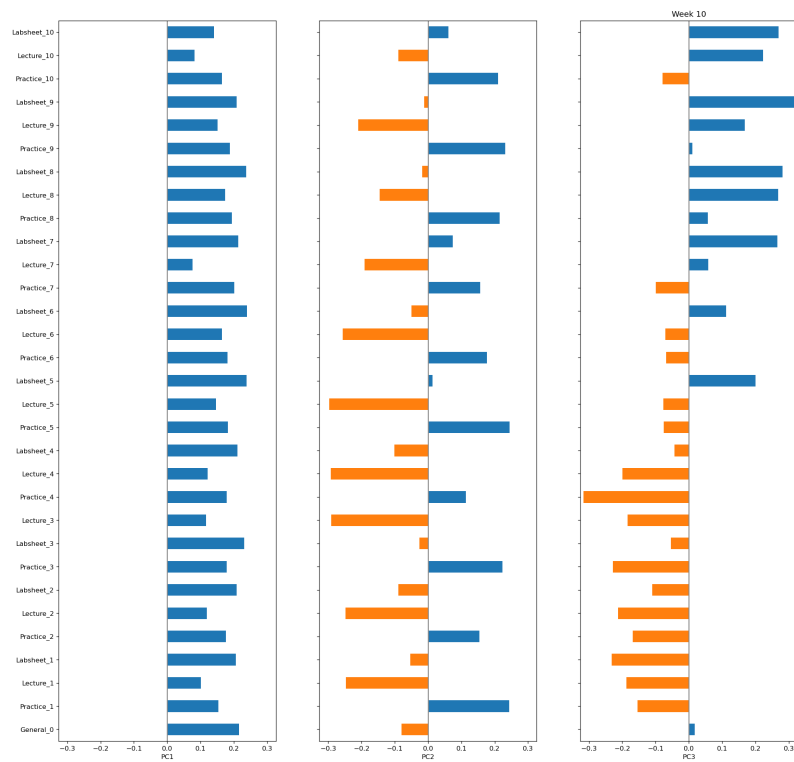 Week 10
Labsheet_10
Lecture_10
Practice_10
Labsheet_9
Lecture_9
Practice_9
Labsheet_8
Lecture_8
Practice_8
Labsheet_7
Lecture_7
Practice_7
Labsheet_6
Lecture_6
Practice_6
Labsheet_5
Lecture_5
Practice_5
Labsheet_4
Lecture_4
Practice_4
Lecture_3
Labsheet_3
Practice_3
Labsheet_2
Lecture_2
Practice_2
Labsheet_1
Lecture_1
Practice_1
General_0
−0.3 −0.2 −0.1 0.0 0.1 0.2 0.3
PC1
−0.3 −0.2 −0.1 0.0 0.1 0.2 0.3
PC2
−0.3 −0.2 −0.1 0.0 0.1 0.2 0.3
PC3